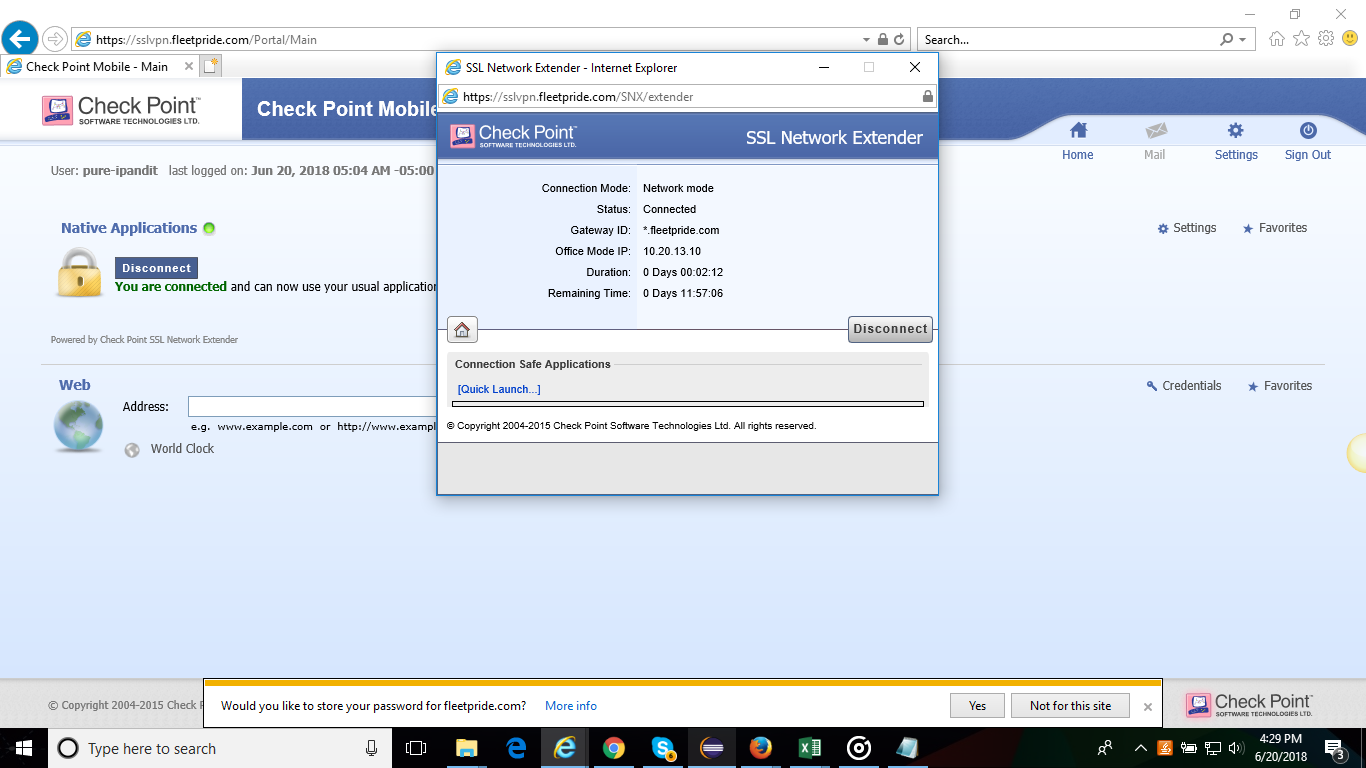 https://sslvpn.fleetpride.com/Portal/Main
Search...
Check Point Mobile - Main
SSL Network Extender - Internet Explorer
https://sslvpn.fleetpride.com/SNX/extender
Check Point™
SOFTWARE TECHNOLOGIES LTD.
Check Point Mobile
Check Point™
SOFTWARE TECHNOLOGIES LTD.
SSL Network Extender
Home
Mail
Settings
Sign Out
User: pure-ipandit last logged on: Jun 20, 2018 05:04 AM -05:00
Connection Mode: Network mode
Status: Connected
Gateway ID: *.fleetpride.com
Office Mode IP: 10.20.13.10
Duration: 0 Days 00:02:12
Remaining Time: 0 Days 11:57:06
Native Applications
Settings
Favorites
Disconnect
You are connected and can now use your usual application
Disconnect
Powered by Check Point SSL Network Extender
Connection Safe Applications
[Quick Launch...]
© Copyright 2004-2015 Check Point Software Technologies Ltd. All rights reserved.
Web
Credentials
Favorites
Address:
e.g. www.example.com or http://www.exampl
World Clock
© Copyright 2004-2015 Check P
Would you like to store your password for fleetpride.com? More info
Yes
Not for this site
Check Point™
SOFTWARE TECHNOLOGIES LTD.
Type here to search
4:29 PM
6/20/2018
3